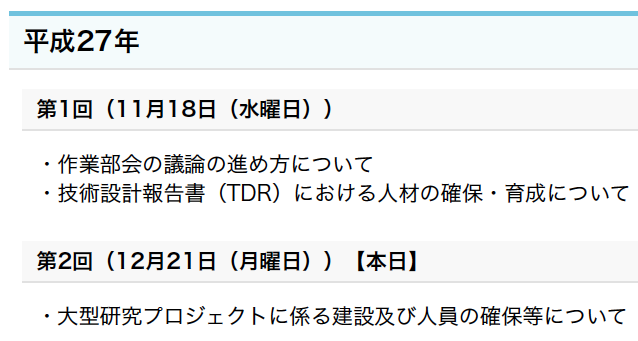 平成27年
第1回（11月18日（水曜日））
・作業部会の議論の進め方について
・技術設計報告書（TDR）における人材の確保・育成について
第2回（12月21日（月曜日））【本日】
・大型研究プロジェクトに係る建設及び人員の確保等について